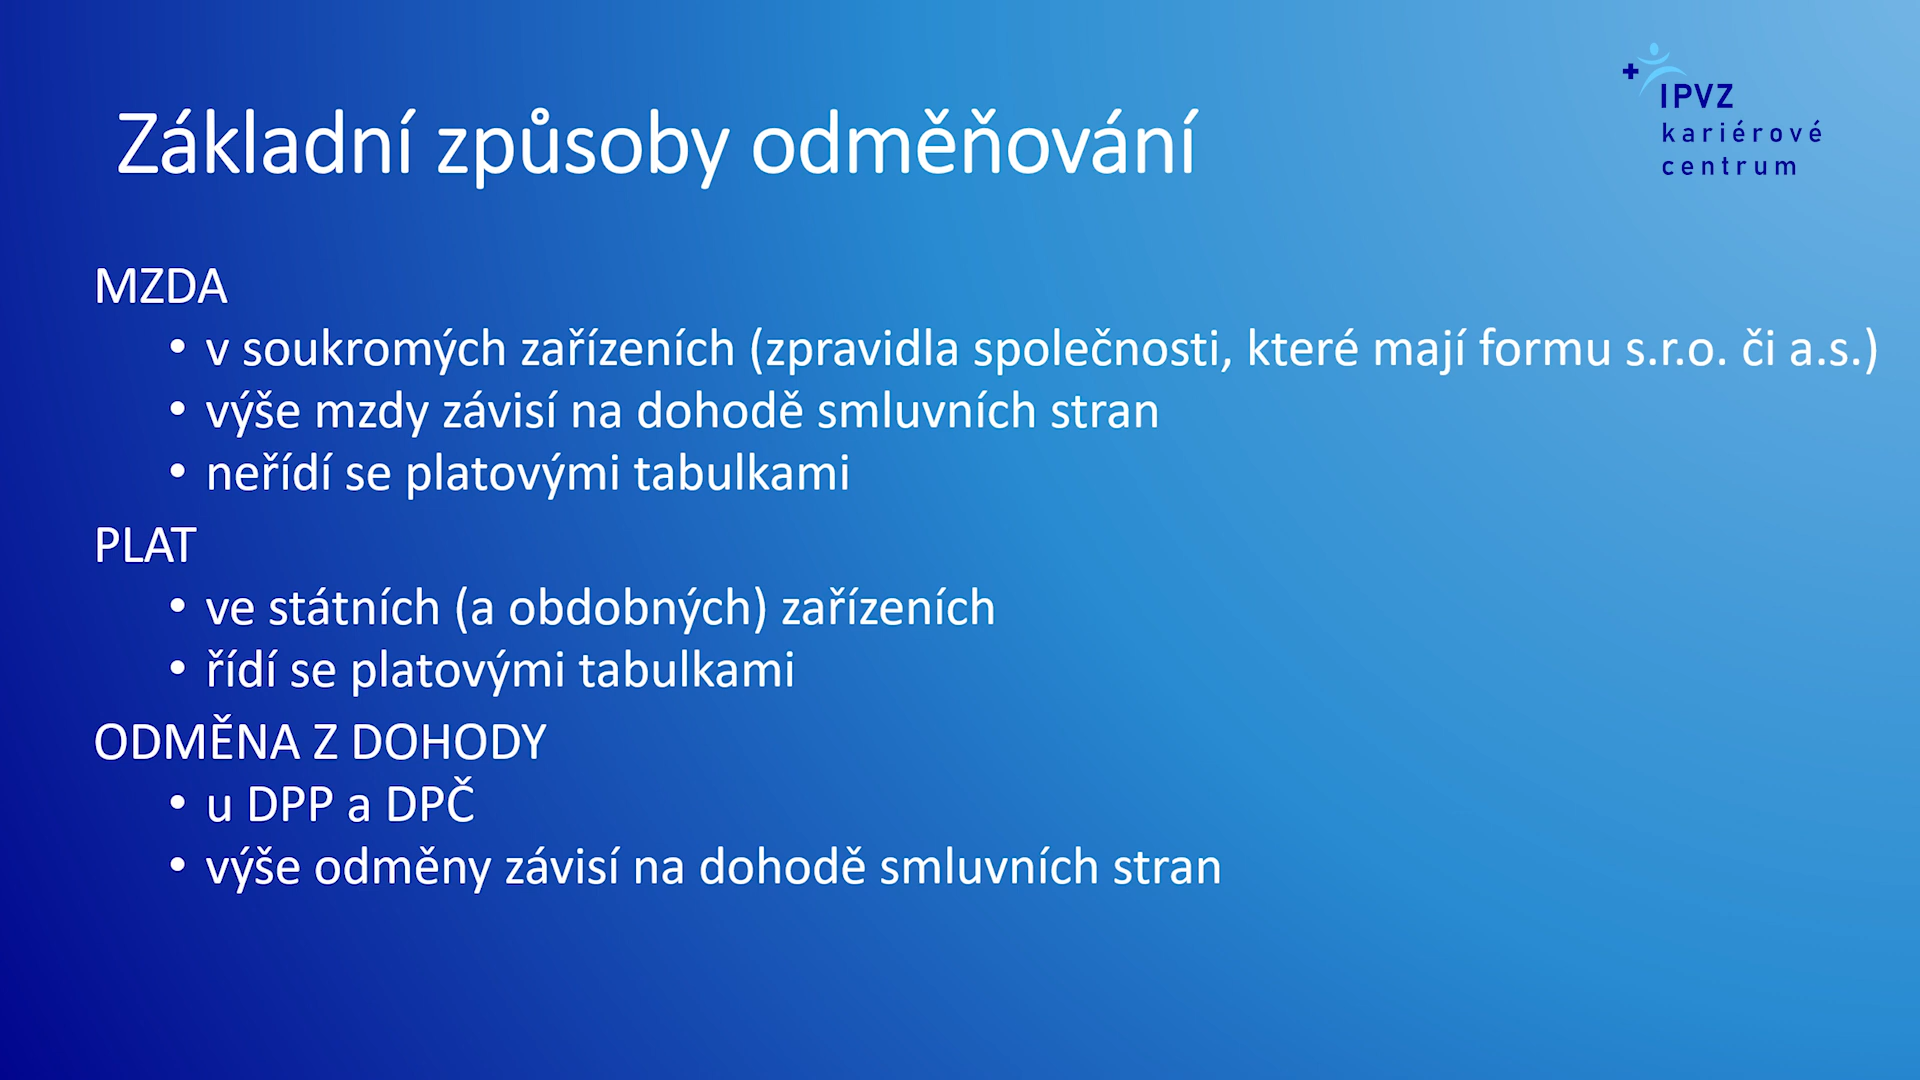 Základní způsoby odměňování
IPVZ
kariérové
centrum
MZDA
• v soukromých zařízeních (zpravidla společnosti, které mají formu s.r.o. či a.s.)
• výše mzdy závisí na dohodě smluvních stran
• neřídí se platovými tabulkami
PLAT
• ve státních (a obdobných) zařízeních
• řídí se platovými tabulkami
ODMĚNA Z DOHODY
• u DPP a DPČ
• výše odměny závisí na dohodě smluvních stran